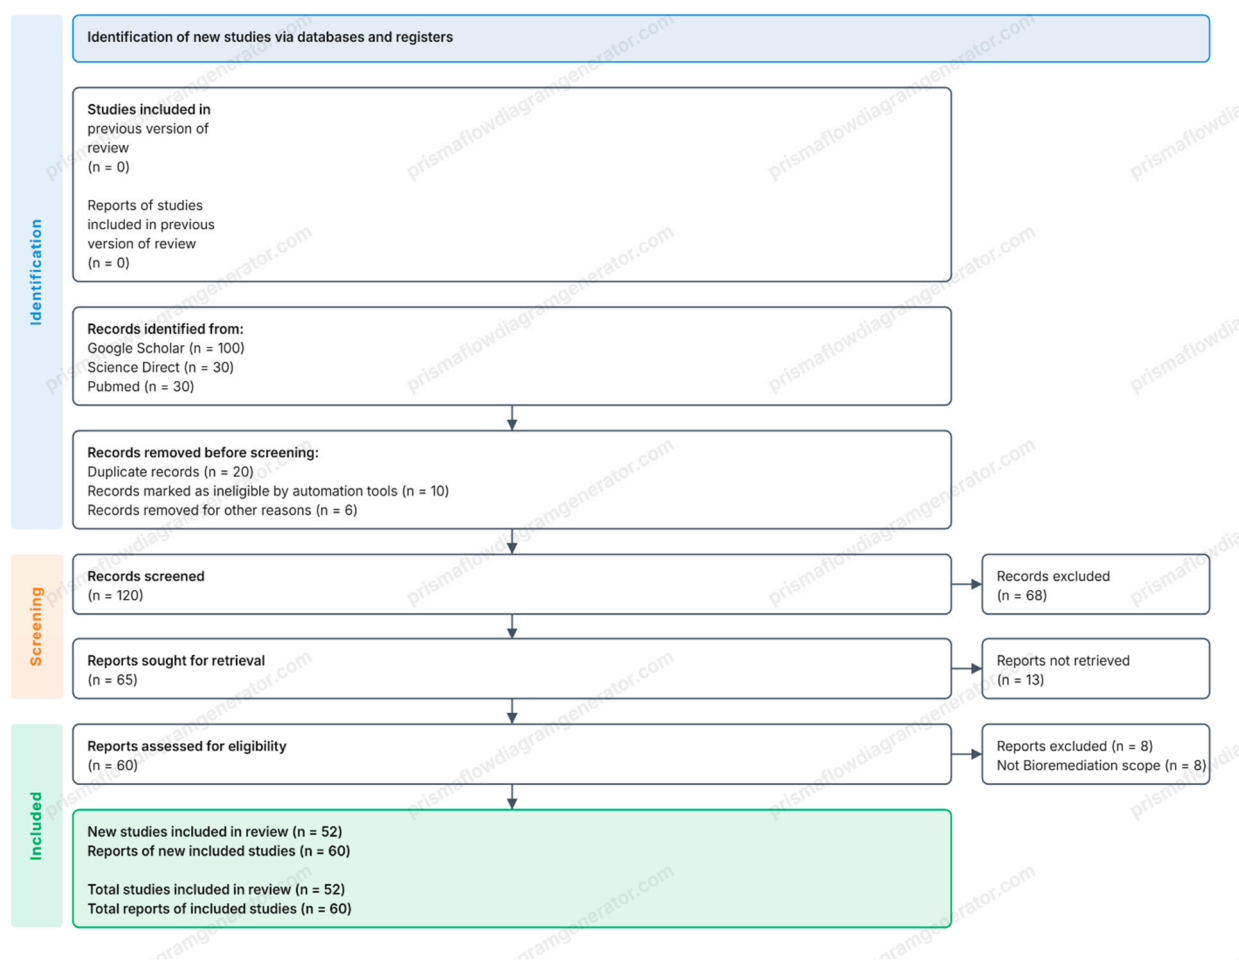 Identification of new studies via databases and registers
Identification
Studies included in
previous version of
review
(n = 0)
Reports of studies
included in previous
version of review
(n = 0)
Records identified from:
Google Scholar (n = 100)
Science Direct (n = 30)
Pubmed (n = 30)
Records removed before screening:
Duplicate records (n = 20)
Records marked as ineligible by automation tools (n = 10)
Records removed for other reasons (n = 6)
Screening
Records screened
(n = 120)
Records excluded
(n = 68)
Reports sought for retrieval
(n = 65)
Reports not retrieved
(n = 13)
Included
Reports assessed for eligibility
(n = 60)
Reports excluded (n = 8)
Not Bioremediation scope (n = 8)
New studies included in review (n = 52)
Reports of new included studies (n = 60)
Total studies included in review (n = 52)
Total reports of included studies (n = 60)
prismaflowdiagramgenerator.com